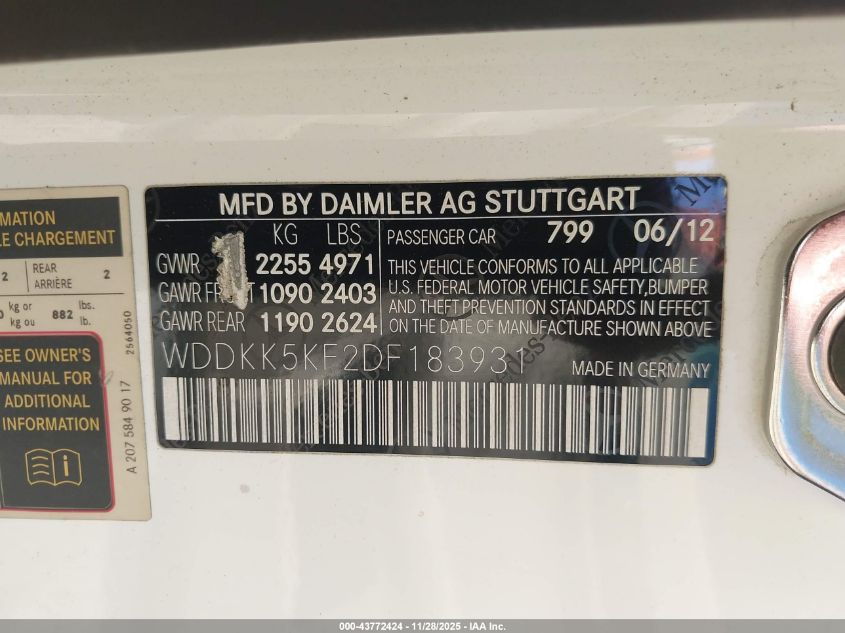 MATION
E CHARGEMENT
2 REAR ARRIÈRE 2
0 kg or kg ou 882 lbs. lb.
SEE OWNER'S
MANUAL FOR
ADDITIONAL
INFORMATION
2564050
A 207 584 90 17
MFD BY DAIMLER AG STUTTGART
KG LBS PASSENGER CAR 799 06/12
GVWR 2255 4971
GAWR FRONT 1090 2403
GAWR REAR 1190 2624
THIS VEHICLE CONFORMS TO ALL APPLICABLE
U.S. FEDERAL MOTOR VEHICLE SAFETY,BUMPER
AND THEFT PREVENTION STANDARDS IN EFFECT
ON THE DATE OF MANUFACTURE SHOWN ABOVE
WDDKK5KF2DF18393
MADE IN GERMANY
000-43772424 | 11/28/2025 - IAA Inc.